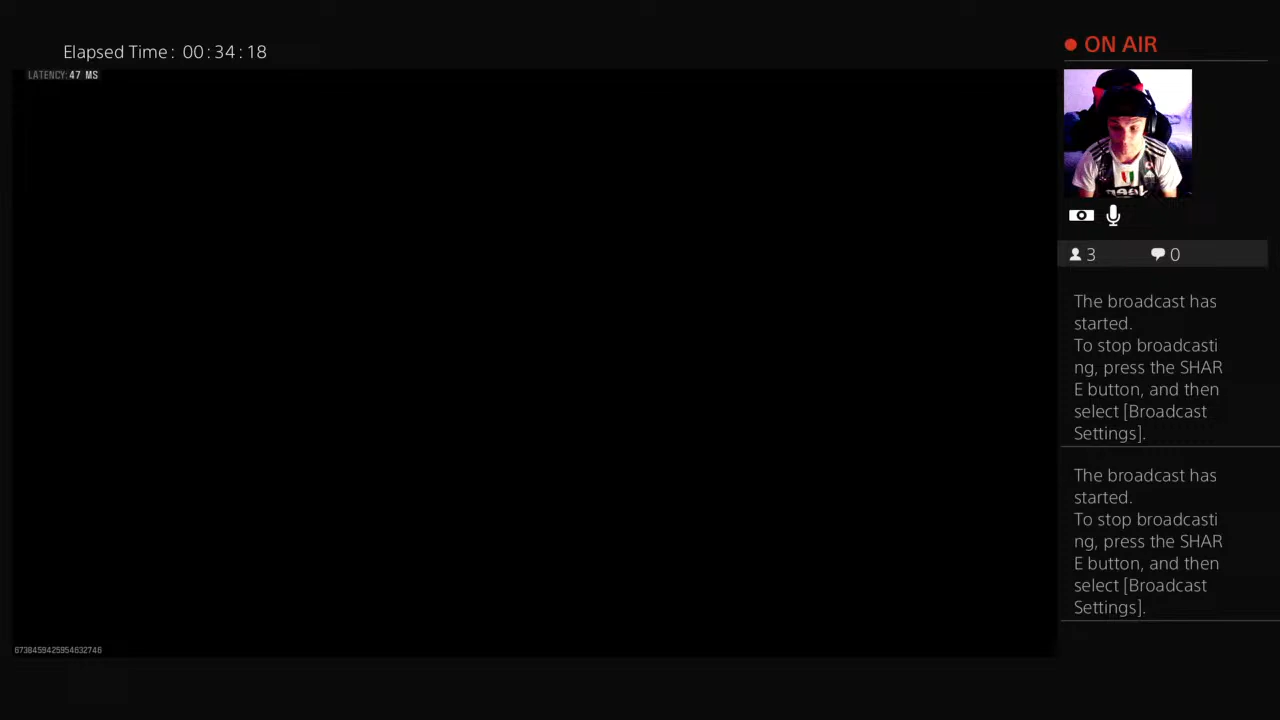 Elapsed Time: 00:34:18
ON AIR
LATENCY: 47 MS
Jeep
3
0
The broadcast has
started.
To stop broadcasti
ng, press the SHAR
E button, and then
select [Broadcast
Settings].
The broadcast has
started.
To stop broadcasti
ng, press the SHAR
E button, and then
select [Broadcast
Settings].
6738459425954632746